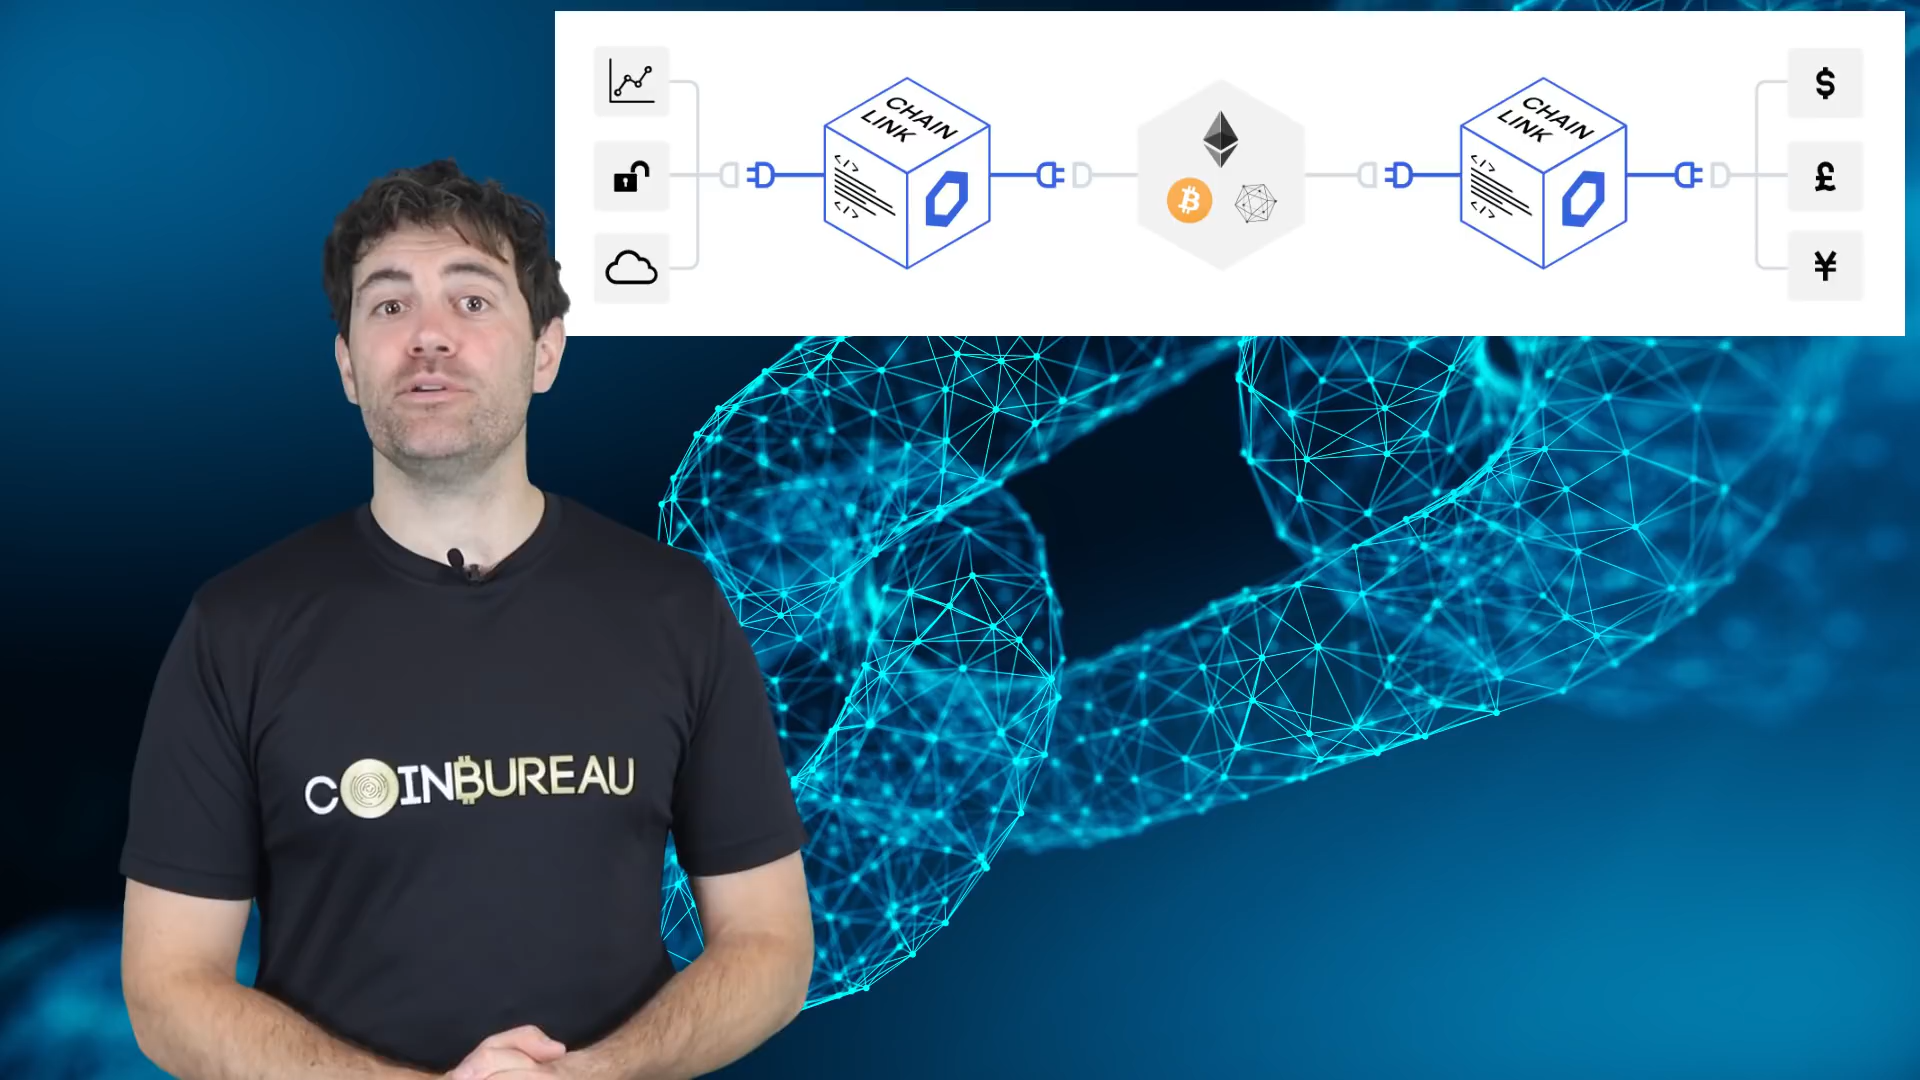 CHAIN
LINK
</>
</>
CHAIN
LINK
</>
</>
$
£
¥
COINBUREAU